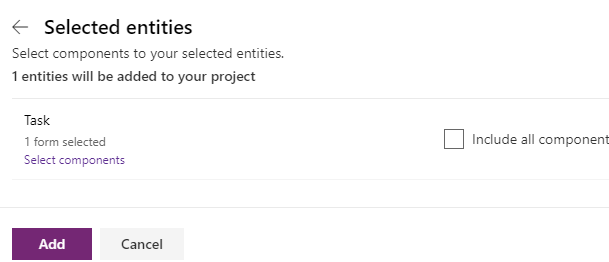 Selected entities
Select components to your selected entities.
1 entities will be added to your project
Task
1 form selected
Select components
Include all component
Add
Cancel